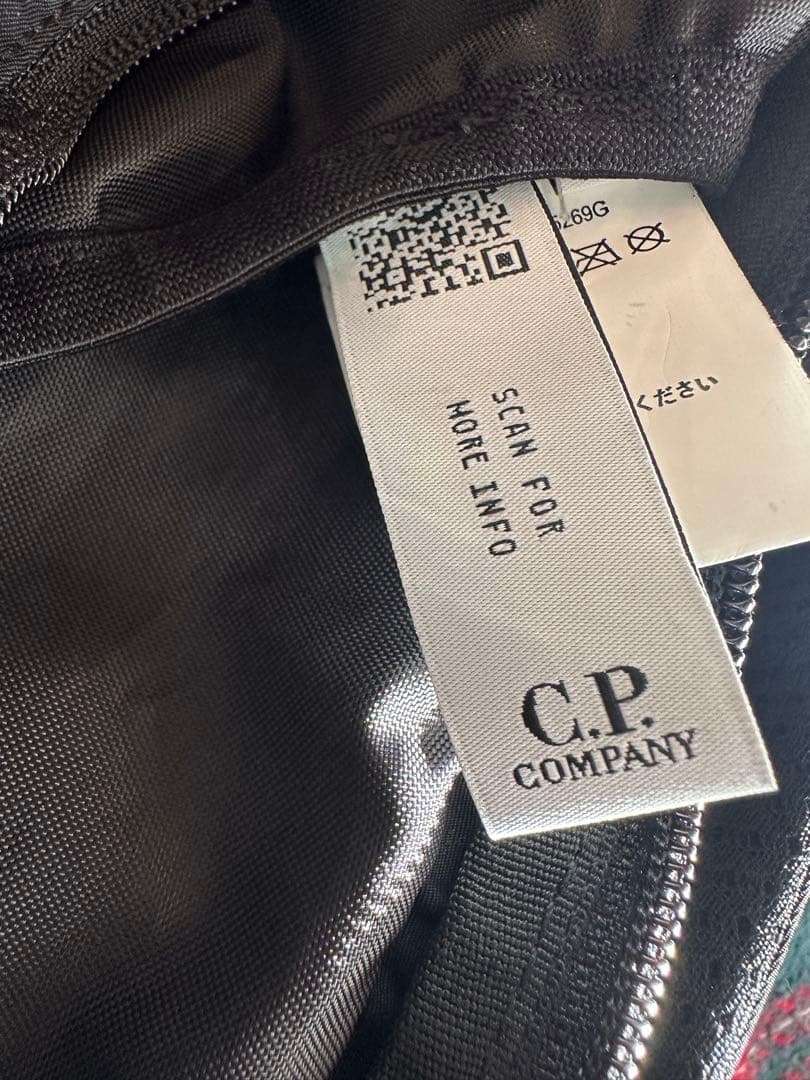 SCAN FOR
MORE INFO
C.P.
COMPANY
269G
ください